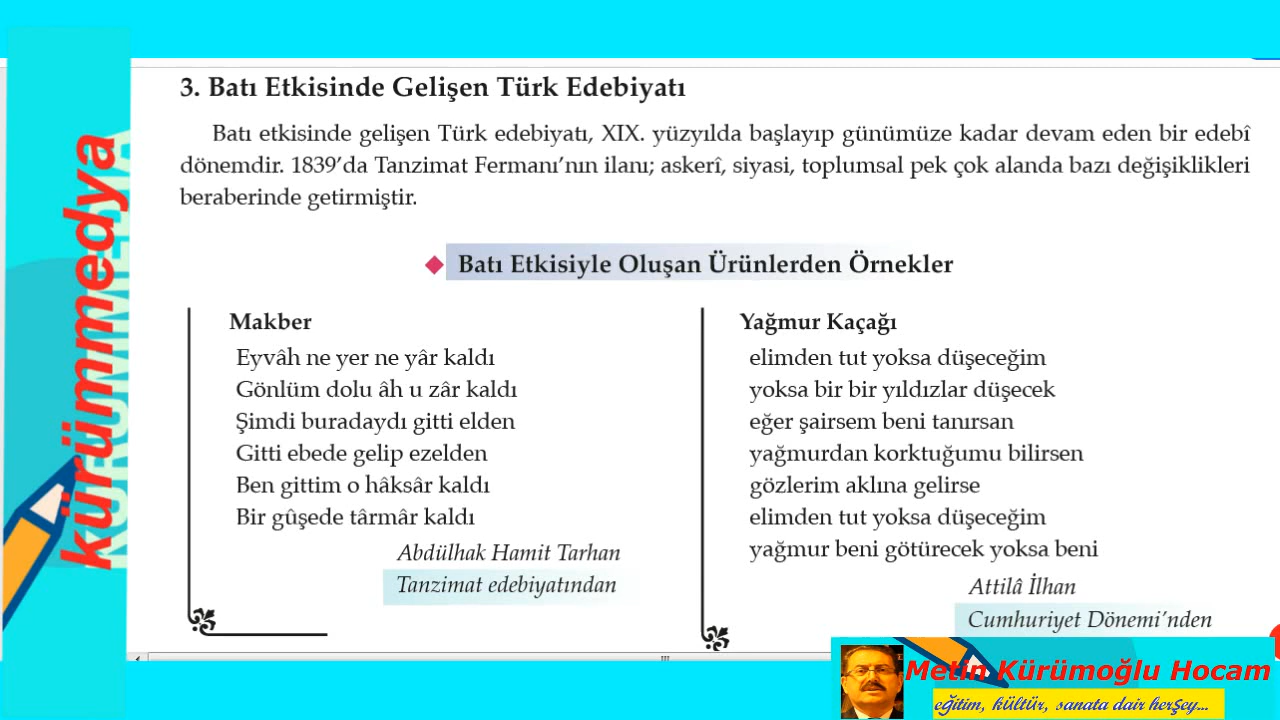 3. Batı Etkisinde Gelişen Türk Edebiyatı
Batı etkisinde gelişen Türk edebiyatı, XIX. yüzyılda başlayıp günümüze kadar devam eden bir edebî
dönemdir. 1839’da Tanzimat Fermanı’nın ilanı; askerî, siyasi, toplumsal pek çok alanda bazı değişiklikleri
beraberinde getirmiştir.
Batı Etkisiyle Oluşan Ürünlerden Örnekler
Makber
Eyvâh ne yer ne yâr kaldı
Gönlüm dolu âh u zâr kaldı
Şimdi buradaydı gitti elden
Gitti ebede gelip ezelden
Ben gittim o hâksâr kaldı
Bir gûşede târmâr kaldı
Abdülhak Hamit Tarhan
Tanzimat edebiyatından
Yağmur Kaçağı
elimden tut yoksa düşeceğim
yoksa bir bir yıldızlar düşecek
eğer şairsem beni tanırsan
yağmurdan korktuğumu bilirsen
gözlerim aklına gelirse
elimden tut yoksa düşeceğim
yağmur beni götürecek yoksa beni
Attilâ İlhan
Cumhuriyet Dönemi’nden
kürümmedya
KÜRÜMMEDYA
Metin Kürümoğlu Hocam
eğitim, kültür, sanata dair herşey...